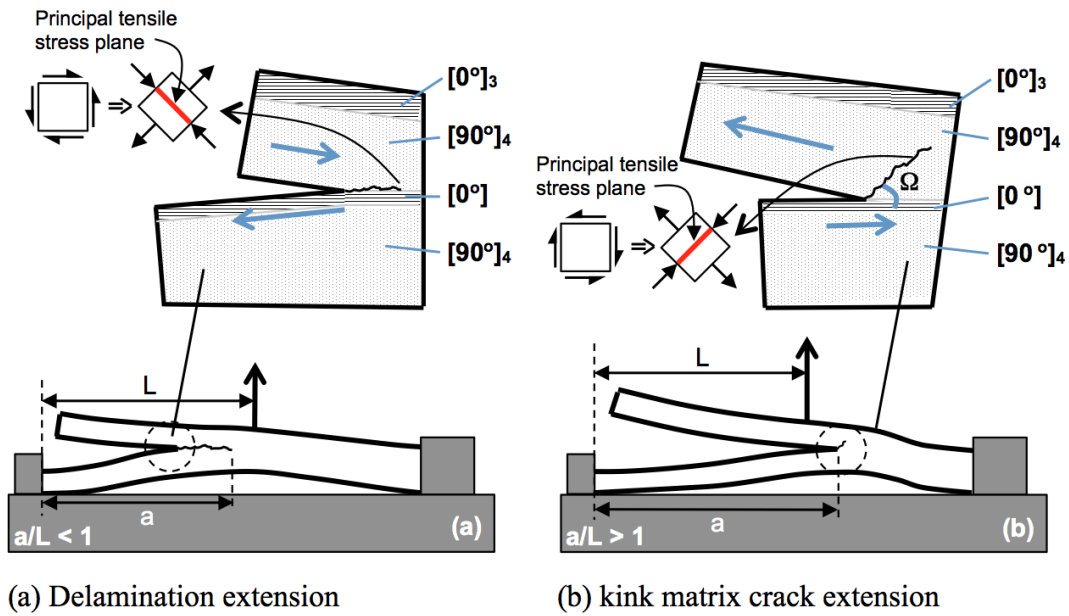 Principal tensile
stress plane
[0°]₃
[90°]₄
[0°]
[90°]₄
L
a
a/L < 1
(a)
[0°]₃
[90°]₄
Principal tensile
stress plane
Ω
[0 °]
[90 °]₄
L
a
a/L > 1
(b)
(a) Delamination extension
(b) kink matrix crack extension